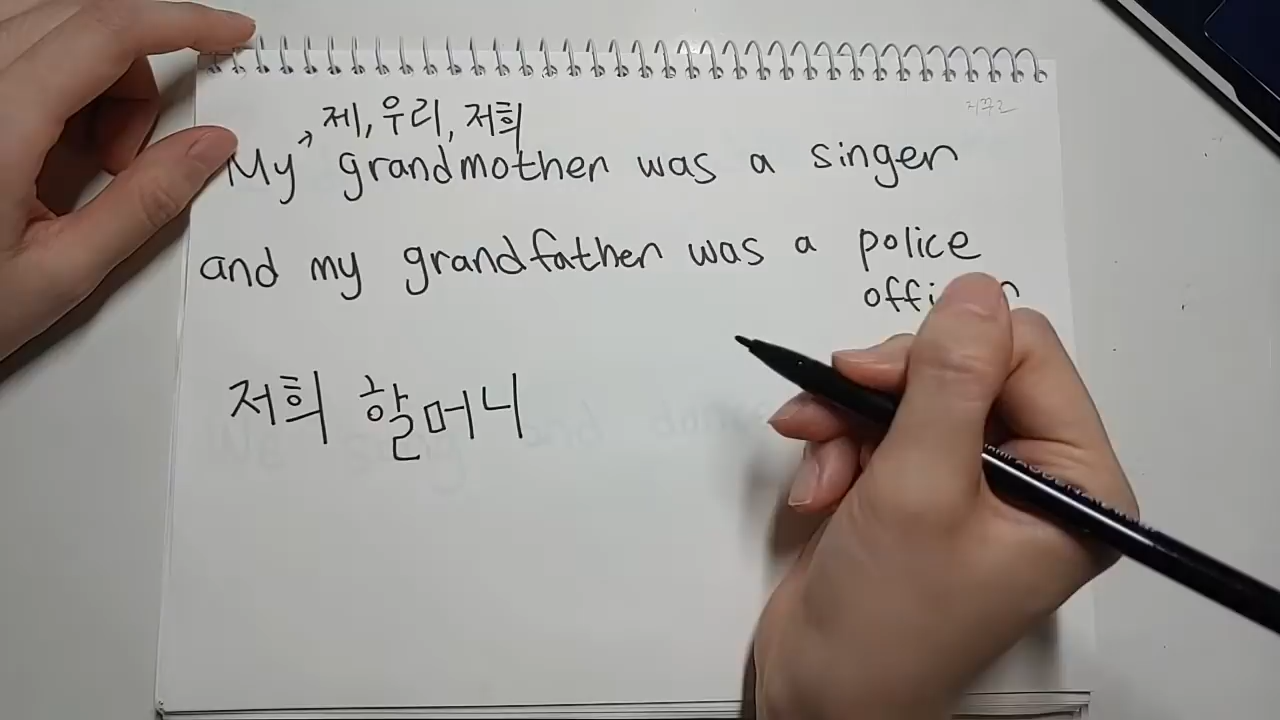 제, 우리, 저희
My → grandmother was a singer
and my grandfather was a police
저희 할머니